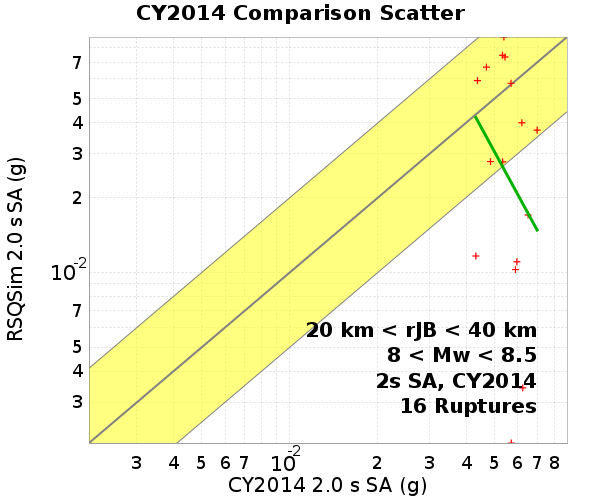 CY2014 Comparison Scatter
RSQSim 2.0 s SA (g)
7
5
4
3
2
10-2
7
5
4
3
20 km < rJB < 40 km
8 < Mw < 8.5
2s SA, CY2014
16 Ruptures
3 4 5 6 7 10-2 2 3 4 5 6 7 8
CY2014 2.0 s SA (g)